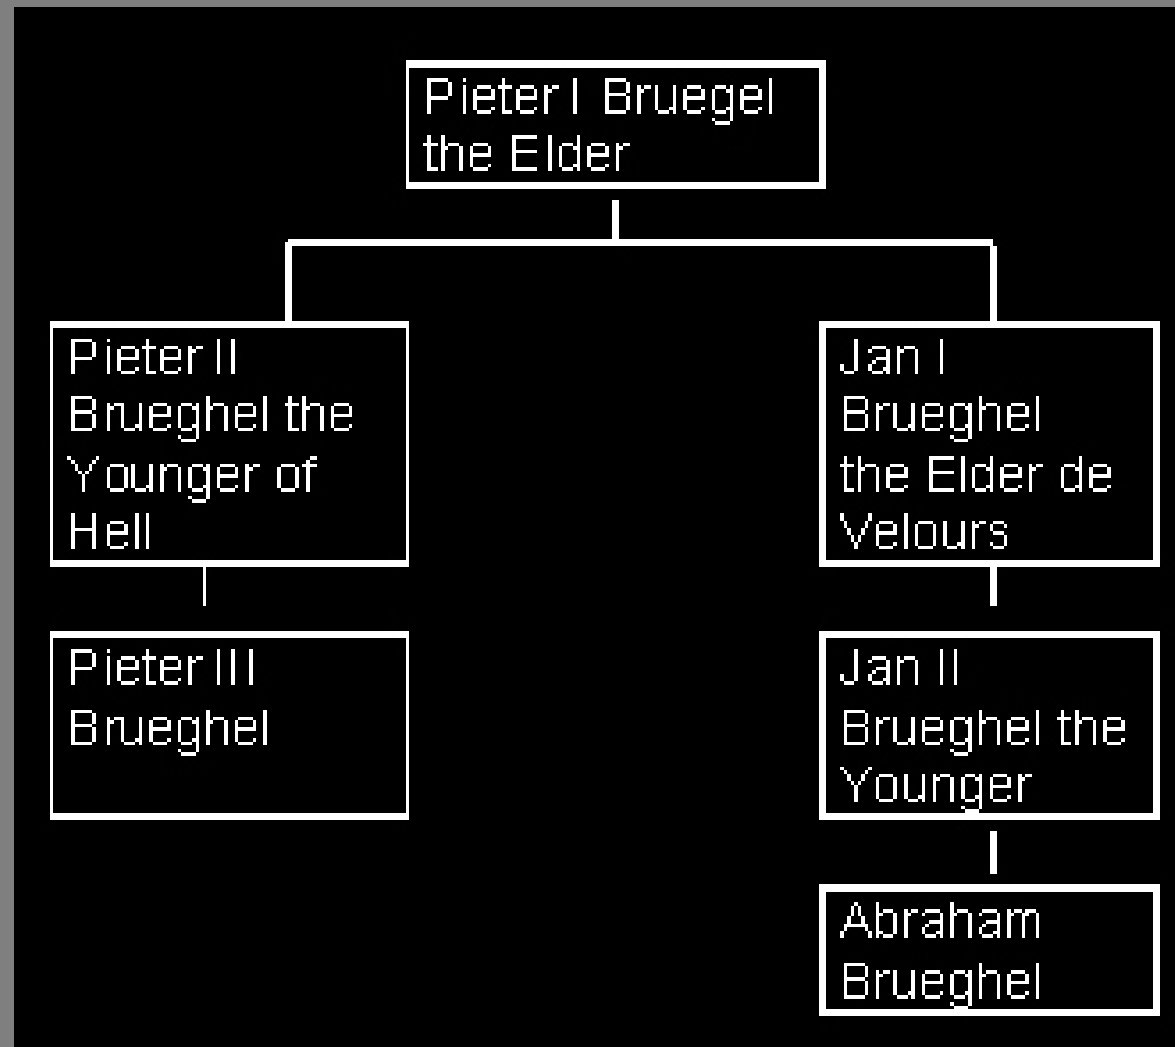 Pieter I Bruegel
the Elder
Pieter II
Brueghel the
Younger of
Hell
Jan I
Brueghel
the Elder de
Velours
Pieter III
Brueghel
Jan II
Brueghel the
Younger
Abraham
Brueghel